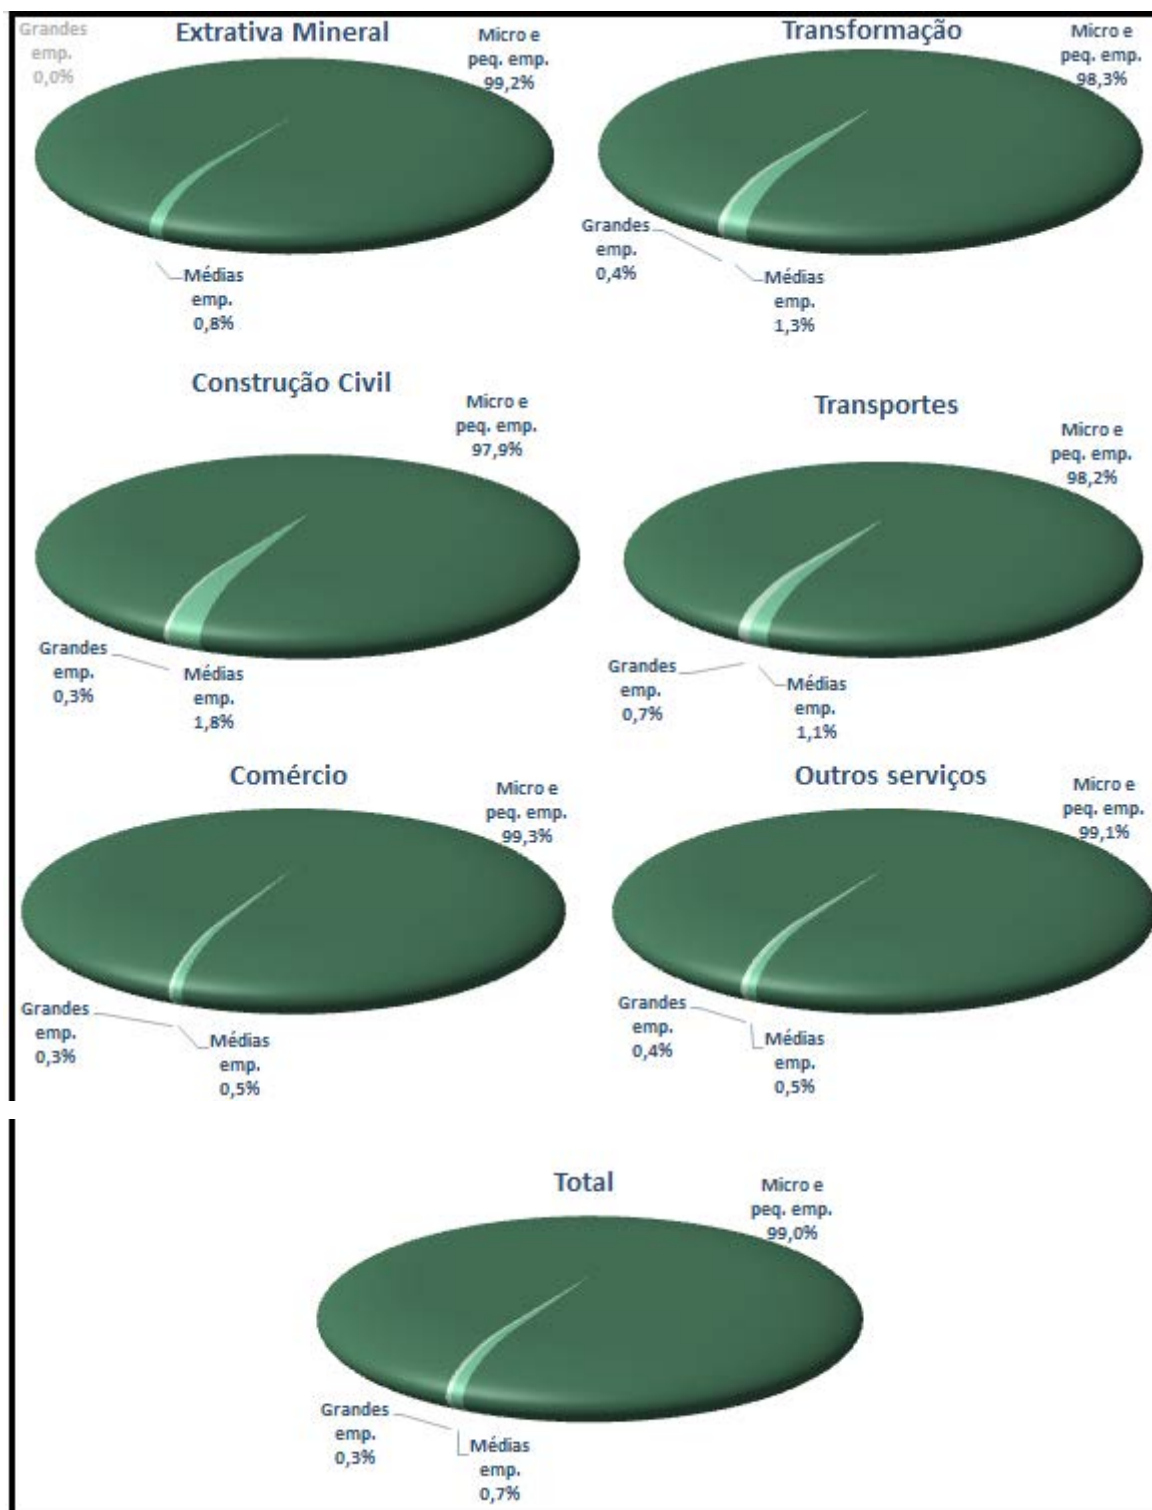 Extrativa Mineral
Grandes
emp.
0,0%
Micro e
peq. emp.
99,2%
Médias
emp.
0,8%
Transformação
Micro e
peq. emp.
98,3%
Grandes
emp.
0,4%
Médias
emp.
1,3%
Construção Civil
Micro e
peq. emp.
97,9%
Grandes
emp.
0,3%
Médias
emp.
1,8%
Transportes
Micro e
peq. emp.
98,2%
Grandes
emp.
0,7%
Médias
emp.
1,1%
Comércio
Micro e
peq. emp.
99,3%
Grandes
emp.
0,3%
Médias
emp.
0,5%
Outros serviços
Micro e
peq. emp.
99,1%
Grandes
emp.
0,4%
Médias
emp.
0,5%
Total
Micro e
peq. emp.
99,0%
Grandes
emp.
0,3%
Médias
emp.
0,7%